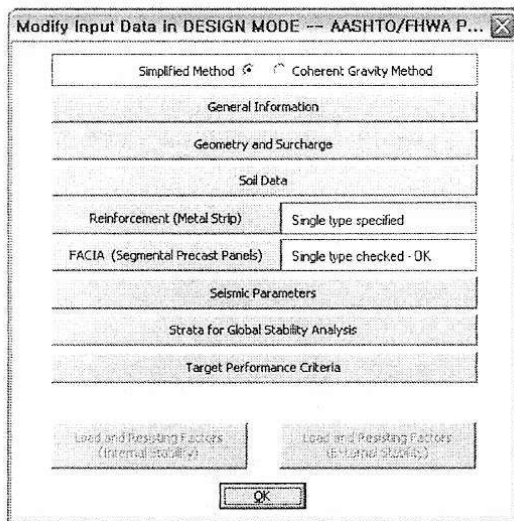 Modify Input Data in DESIGN MODE -- AASHTO/FHWA P...
Simplified Method Coherent Gravity Method
General Information
Geometry and Surcharge
Soil Data
Reinforcement (Metal Strip) Single type specified
FACIA (Segmental Precast Panels) Single type checked - OK
Seismic Parameters
Strata for Global Stability Analysis
Target Performance Criteria
Load and Resisting Factors Load and Resisting Factors
(Internal Stability) (External Stability)
OK